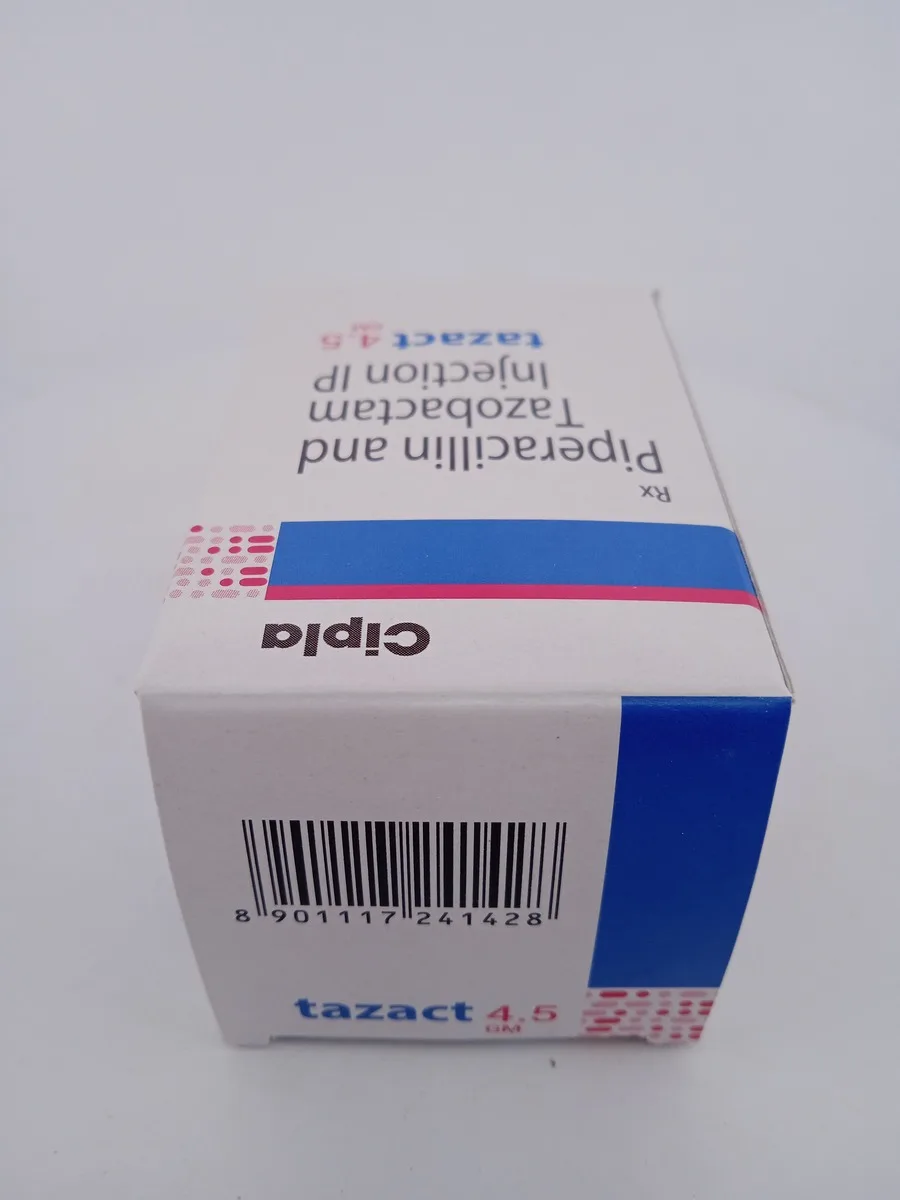 Rx
Piperacillin and
Tazobactam
Injection IP
tazact 4.5
GM
Cipla
8 901117 241428
tazact 4.5
GM